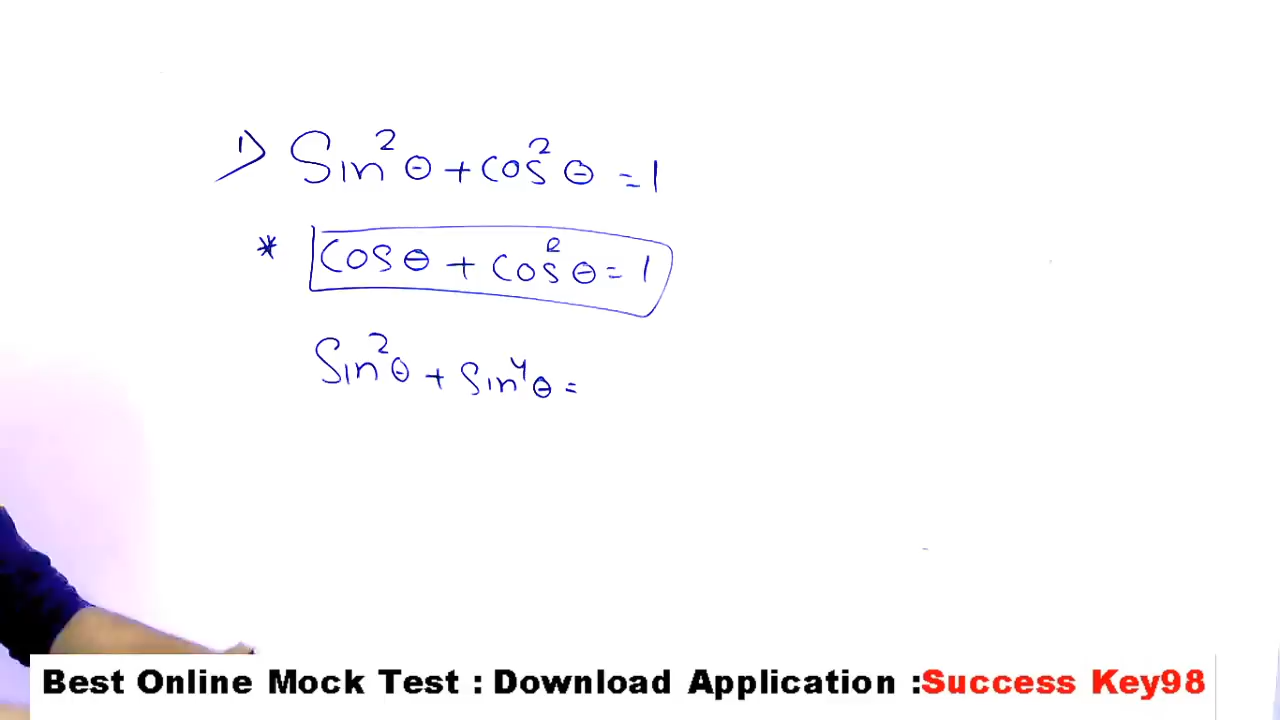 1) Sin²θ + cos²θ = 1
* cosθ + cos²θ = 1
Sin²θ + Sin⁴θ =
Best Online Mock Test : Download Application :Success Key98